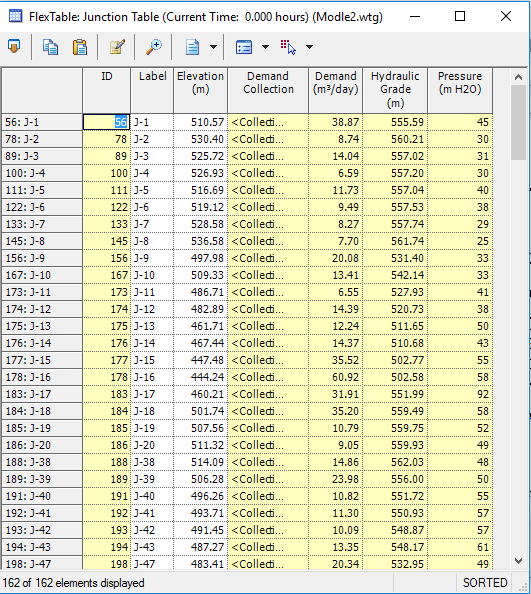 FlexTable: Junction Table (Current Time: 0.000 hours) (Modle2.wtg)
ID Label Elevation (m) Demand Collection Demand (m³/day) Hydraulic Grade (m) Pressure (m H2O)
56: J-1 56 J-1 510.57 <Collecti... 38.87 555.59 45
78: J-2 78 J-2 530.40 <Collecti... 8.74 560.21 30
89: J-3 89 J-3 525.72 <Collecti... 14.04 557.02 31
100: J-4 100 J-4 526.93 <Collecti... 6.59 557.20 30
111: J-5 111 J-5 516.69 <Collecti... 11.73 557.04 40
122: J-6 122 J-6 519.12 <Collecti... 9.49 557.53 38
133: J-7 133 J-7 528.58 <Collecti... 8.27 557.74 29
145: J-8 145 J-8 536.58 <Collecti... 7.70 561.74 25
156: J-9 156 J-9 497.98 <Collecti... 20.08 531.40 33
167: J-10 167 J-10 509.33 <Collecti... 13.41 542.14 33
173: J-11 173 J-11 486.71 <Collecti... 6.55 527.93 41
174: J-12 174 J-12 482.89 <Collecti... 14.39 520.73 38
175: J-13 175 J-13 461.71 <Collecti... 12.24 511.65 50
176: J-14 176 J-14 467.44 <Collecti... 14.37 510.68 43
177: J-15 177 J-15 447.48 <Collecti... 35.52 502.77 55
178: J-16 178 J-16 444.24 <Collecti... 60.92 502.58 58
183: J-17 183 J-17 460.21 <Collecti... 31.91 551.99 92
184: J-18 184 J-18 501.74 <Collecti... 35.20 559.49 58
185: J-19 185 J-19 507.56 <Collecti... 10.79 559.75 52
186: J-20 186 J-20 511.32 <Collecti... 9.05 559.93 49
188: J-38 188 J-38 514.09 <Collecti... 14.86 562.03 48
189: J-39 189 J-39 506.28 <Collecti... 23.98 556.00 50
191: J-40 191 J-40 496.26 <Collecti... 10.82 551.72 55
192: J-41 192 J-41 493.71 <Collecti... 11.30 550.93 57
193: J-42 193 J-42 491.45 <Collecti... 10.09 548.87 57
194: J-43 194 J-43 487.27 <Collecti... 13.35 548.17 61
198: J-47 198 J-47 483.41 <Collecti... 20.34 532.95 49
162 of 162 elements displayed SORTED